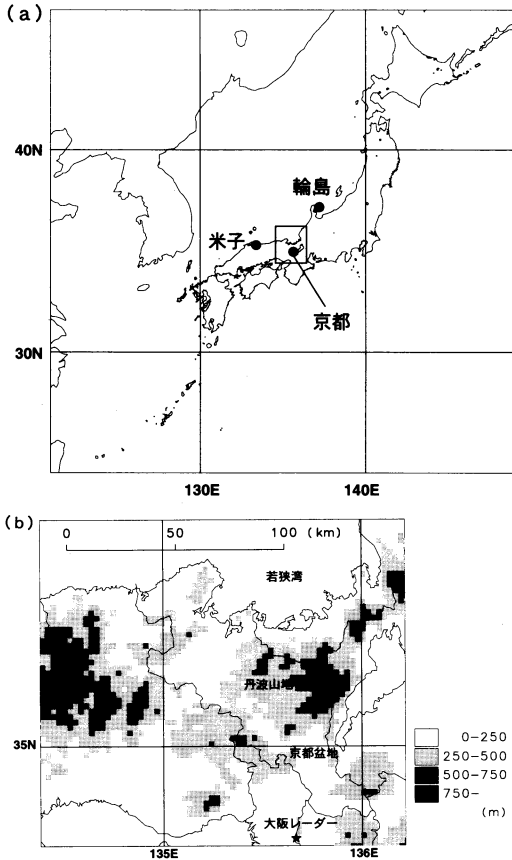 (a)
40N
輪島
米子
京都
30N
130E
140E
(b)
0 50 100 (km)
若狭湾
丹波山地
35N
京都盆地
0-250
250-500
500-750
750-
(m)
大阪レーダー
135E
136E